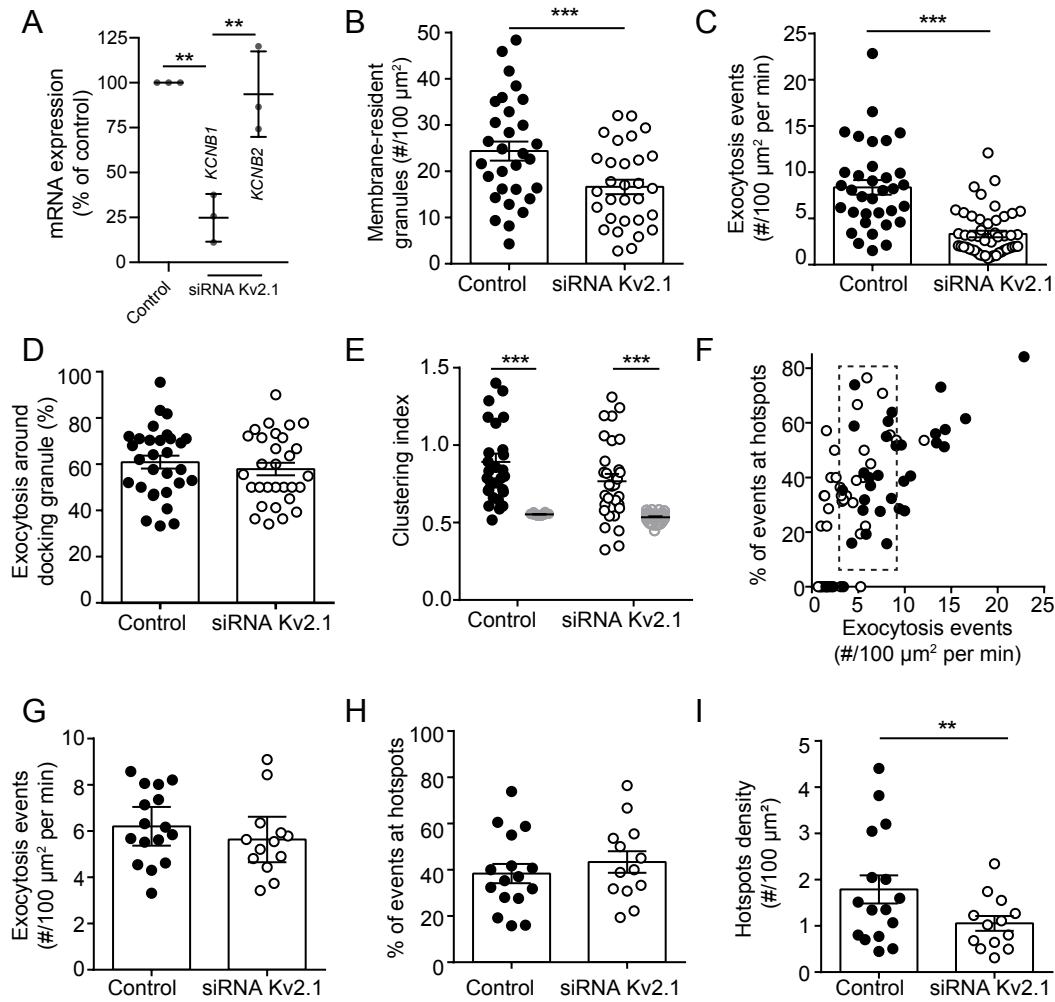 A
mRNA expression
(% of control)
125
100
75
50
25
0
**
**
KCNB1
KCNB2
Control
siRNA Kv2.1
B
Membrane-resident
granules (#/100 µm²)
50
40
30
20
10
0
***
Control
siRNA Kv2.1
C
Exocytosis events
(#/100 µm² per min)
25
20
15
10
5
0
***
Control
siRNA Kv2.1
D
Exocytosis around
docking granule (%)
100
80
60
40
20
0
Control
siRNA Kv2.1
E
Clustering index
1.5
1.0
0.5
0.0
***
***
Control
siRNA Kv2.1
F
% of events at hotspots
80
60
40
20
0
0 5 10 15 20 25
Exocytosis events
(#/100 µm² per min)
G
Exocytosis events
(#/100 µm² per min)
10
8
6
4
2
0
Control
siRNA Kv2.1
H
% of events at hotspots
100
80
60
40
20
0
Control
siRNA Kv2.1
I
Hotspots density
(#/100 µm²)
5
4
3
2
1
0
**
Control
siRNA Kv2.1